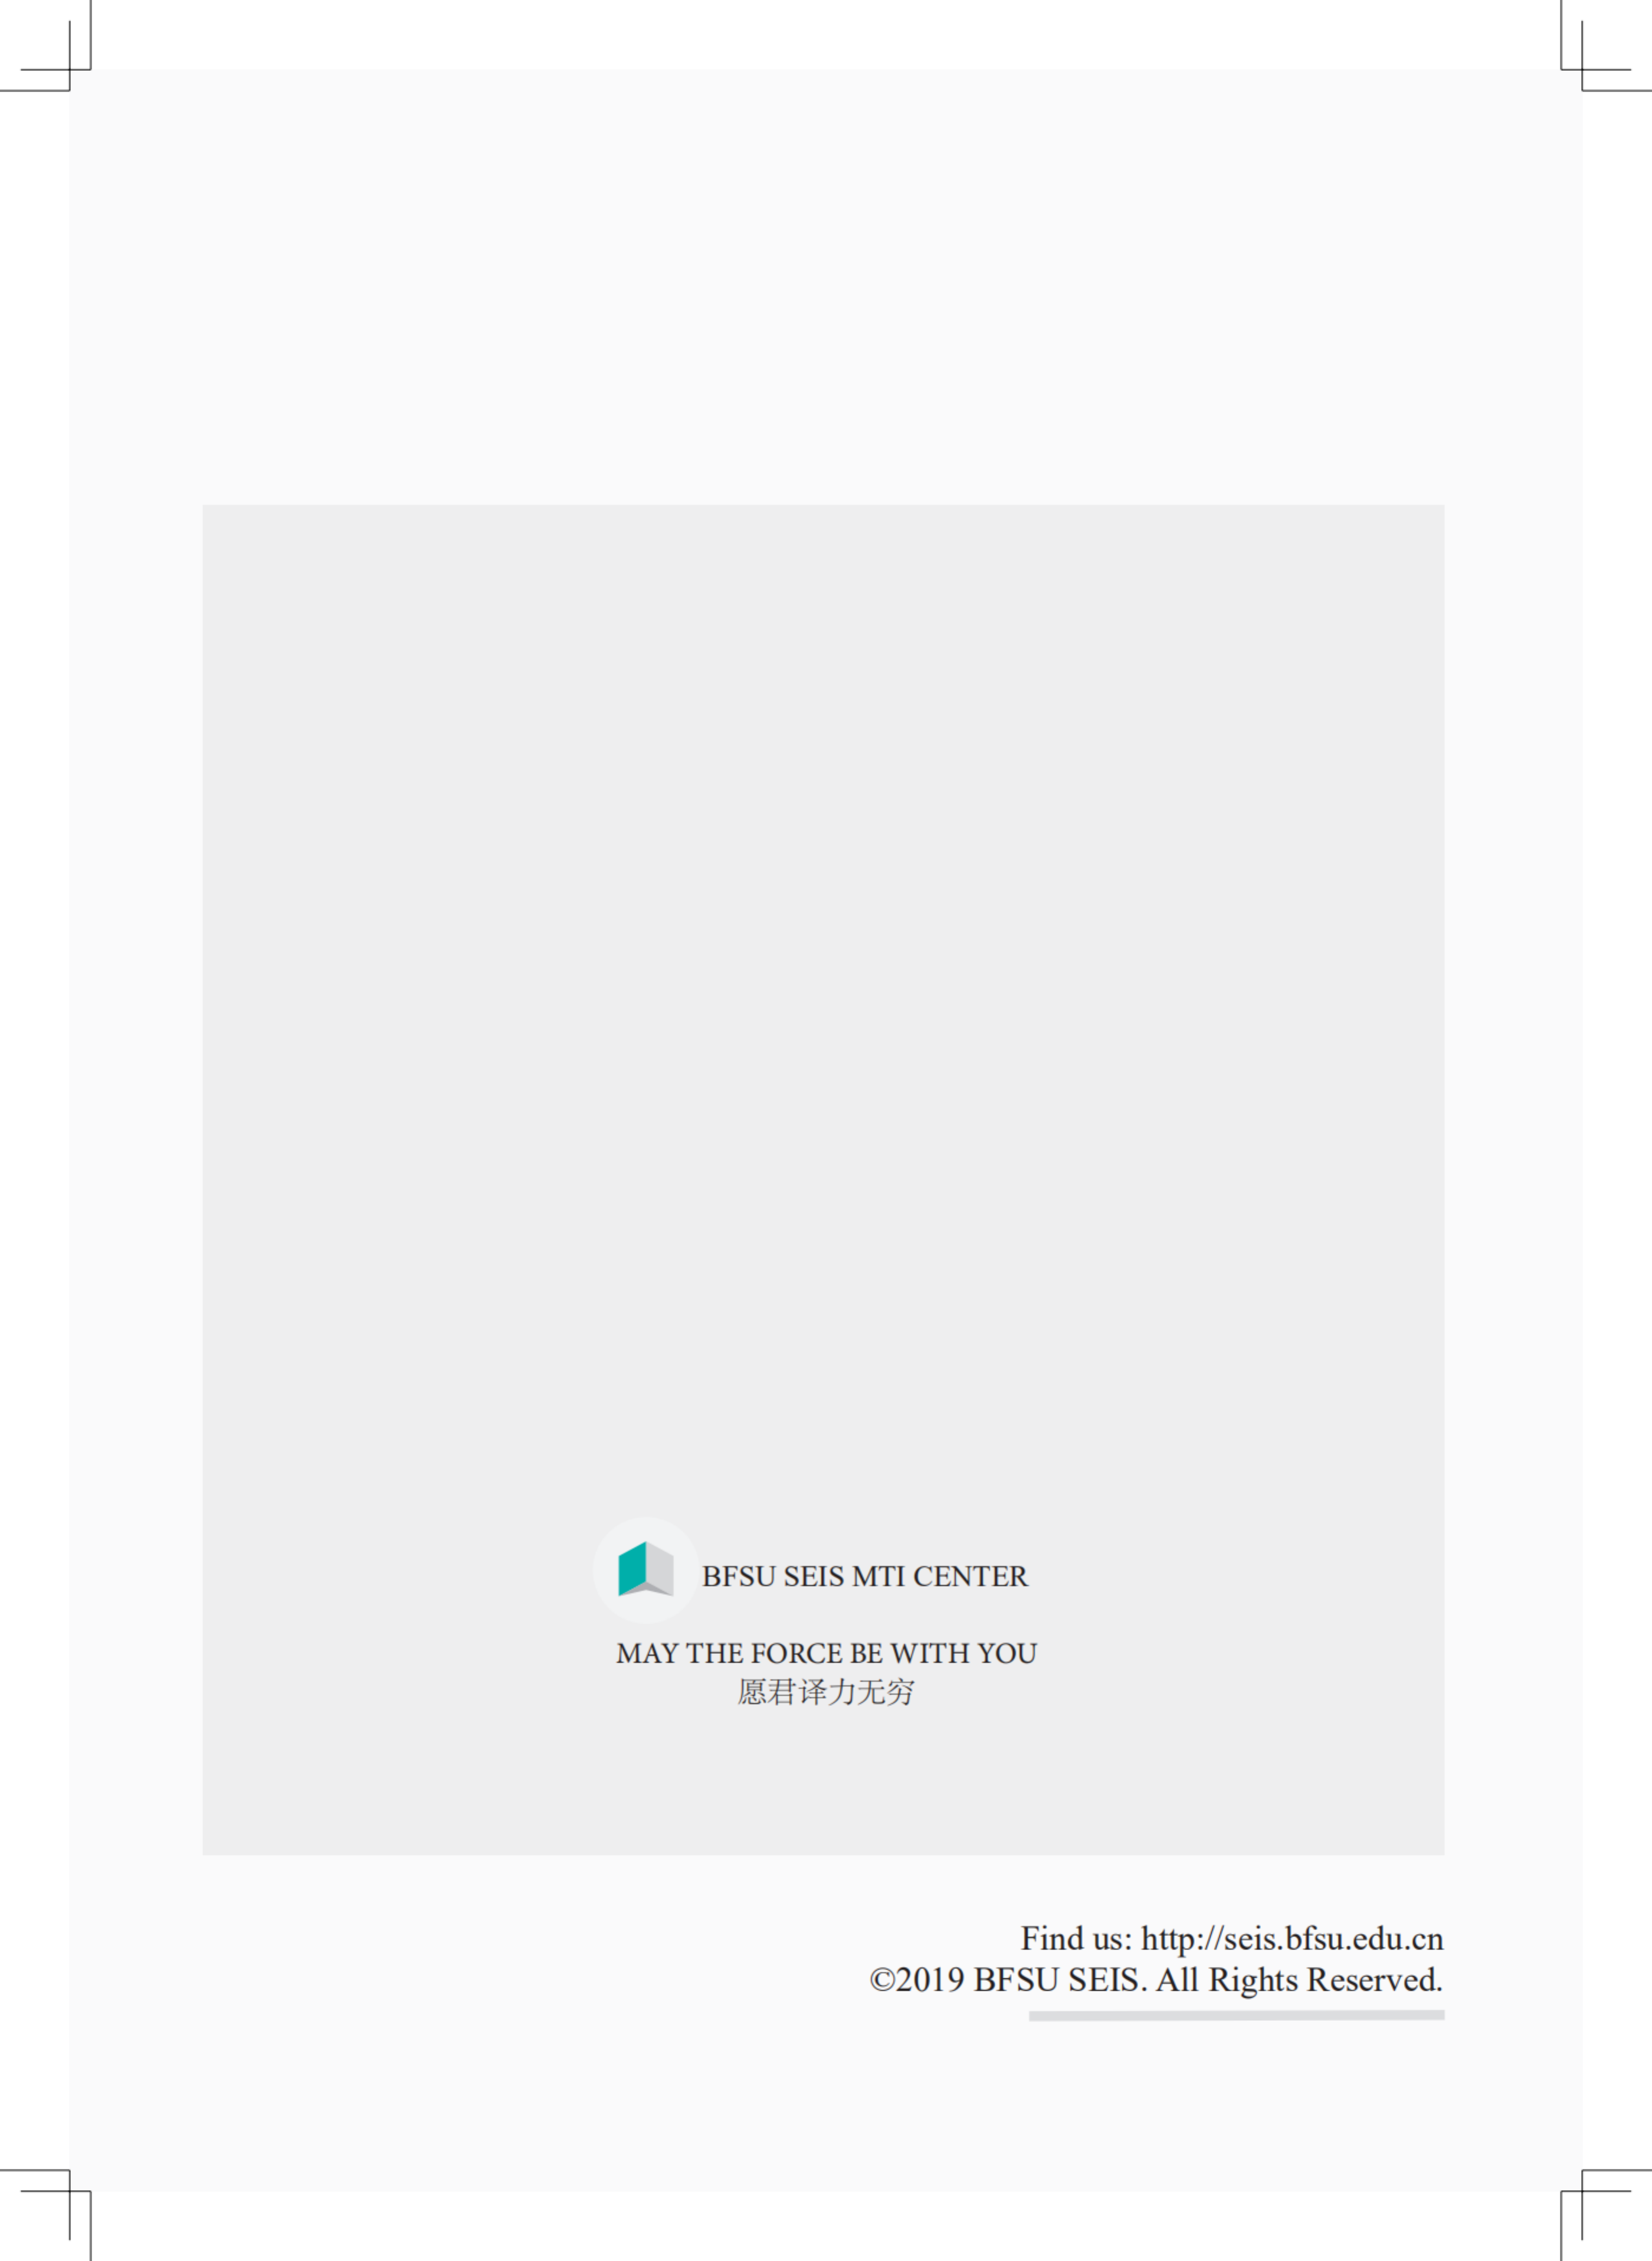 BFSU SEIS MTI CENTER
MAY THE FORCE BE WITH YOU
愿君译力无穷
Find us: http://seis.bfsu.edu.cn
©2019 BFSU SEIS. All Rights Reserved.